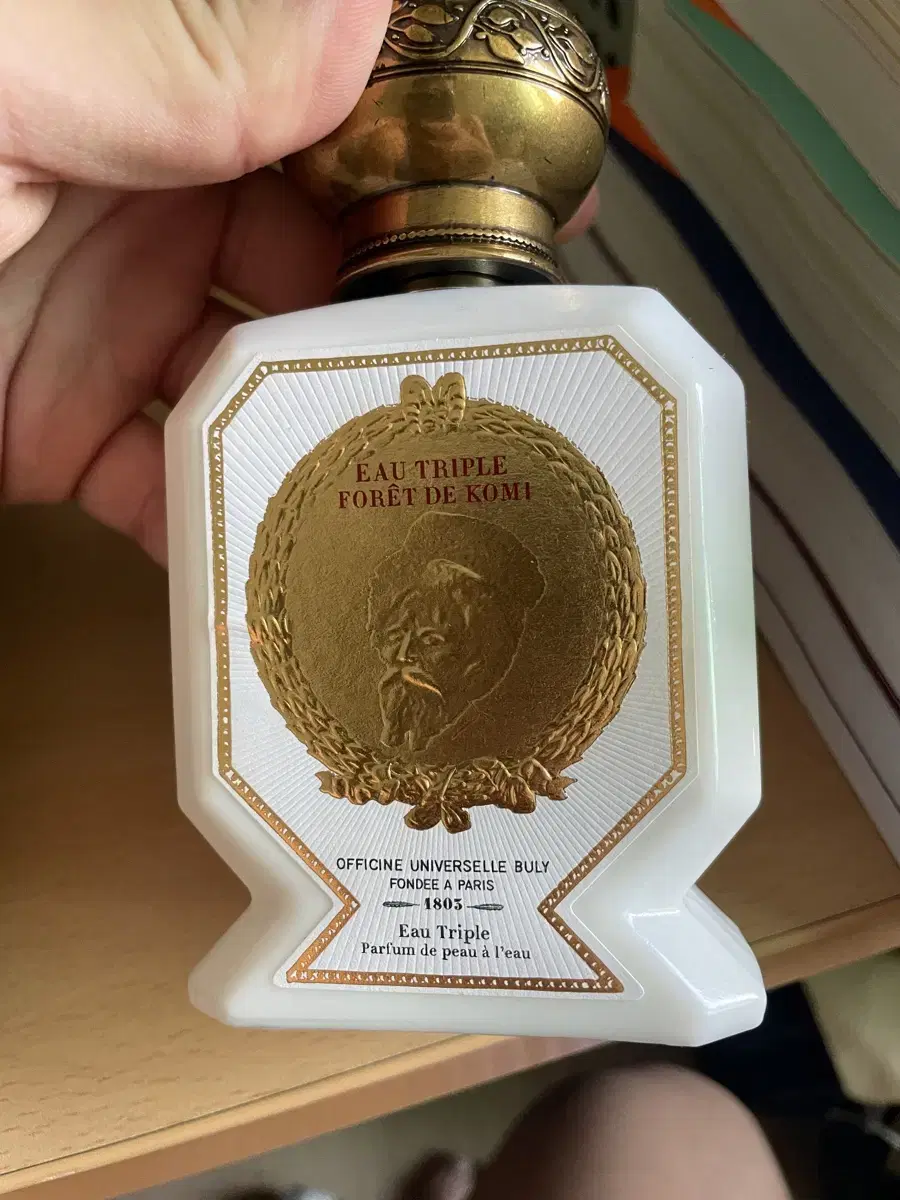 EAU TRIPLE
FORÊT DE KOMI
OFFICINE UNIVERSELLE BULY
FONDEE A PARIS
1803
Eau Triple
Parfum de peau à l'eau